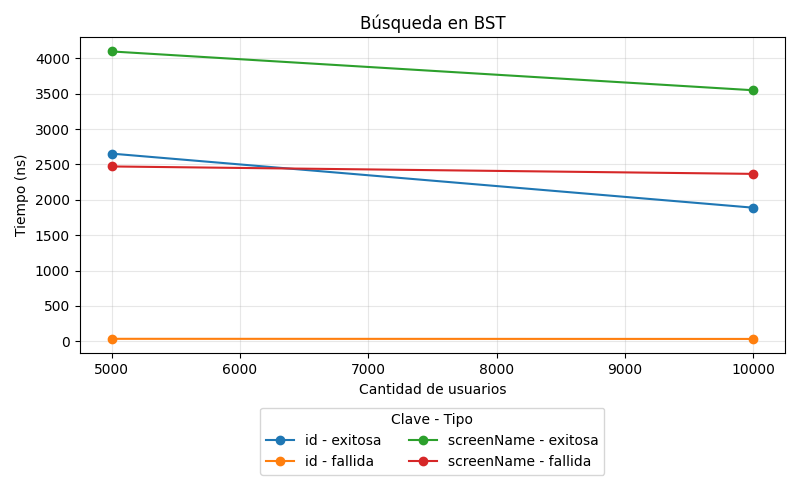 Búsqueda en BST
4000
3500
3000
2500
2000
1500
1000
500
0
Tiempo (ns)
5000 6000 7000 8000 9000 10000
Cantidad de usuarios
Clave - Tipo
id - exitosa screenName - exitosa
id - fallida screenName - fallida